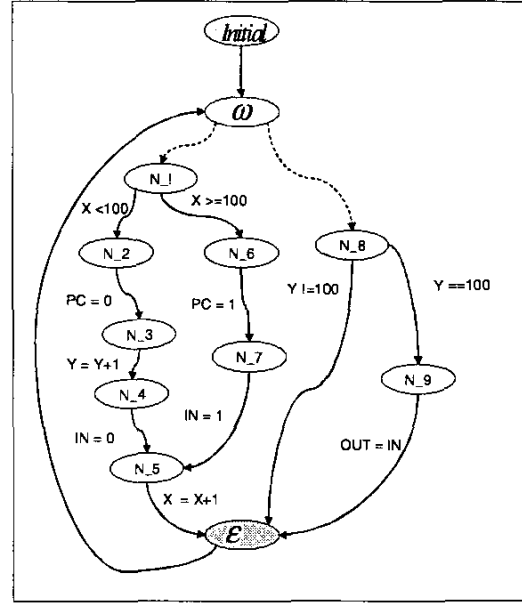 Initial
ω
N_!
X <100
X >=100
N_2
N_6
N_8
Y !=100
Y ==100
PC = 0
PC = 1
N_3
N_7
Y = Y+1
N_4
N_9
IN = 1
IN = 0
OUT = IN
N_5
X = X+1
ε